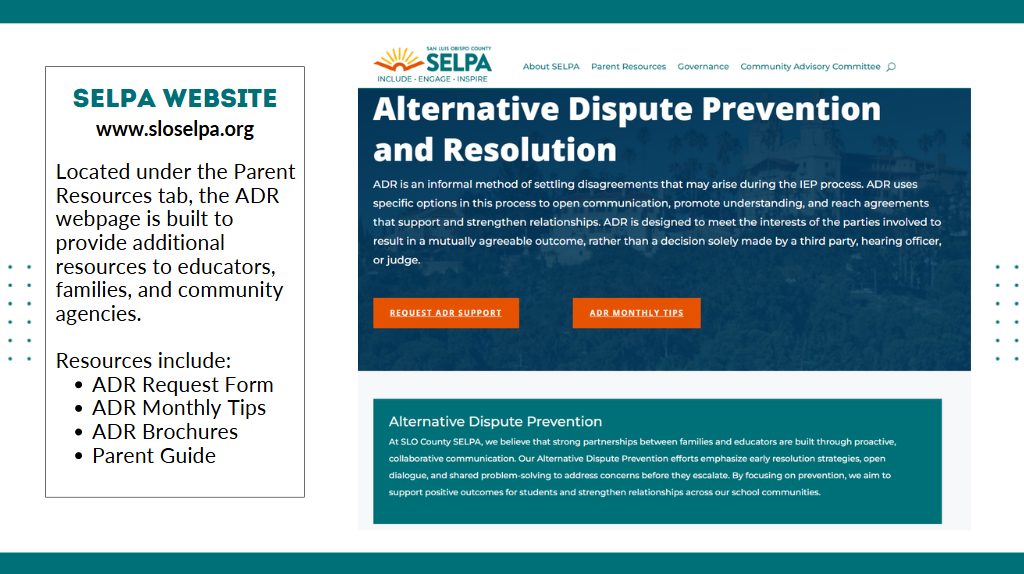 SELPA WEBSITE
www.sloselpa.org
Located under the Parent
Resources tab, the ADR
webpage is built to
provide additional
resources to educators,
families, and community
agencies.
Resources include:
• ADR Request Form
• ADR Monthly Tips
• ADR Brochures
• Parent Guide
SAN LUIS OBISPO COUNTY
SELPA
INCLUDE • ENGAGE • INSPIRE
About SELPA Parent Resources Governance Community Advisory Committee
Alternative Dispute Prevention
and Resolution
ADR is an informal method of settling disagreements that may arise during the IEP process. ADR uses
specific options in this process to open communication, promote understanding, and reach agreements
that support and strengthen relationships. ADR is designed to meet the interests of the parties involved to
result in a mutually agreeable outcome, rather than a decision solely made by a third party, hearing officer,
or judge.
REQUEST ADR SUPPORT ADR MONTHLY TIPS
Alternative Dispute Prevention
At SLO County SELPA, we believe that strong partnerships between families and educators are built through proactive,
collaborative communication. Our Alternative Dispute Prevention efforts emphasize early resolution strategies, open
dialogue, and shared problem-solving to address concerns before they escalate. By focusing on prevention, we aim to
support positive outcomes for students and strengthen relationships across our school communities.